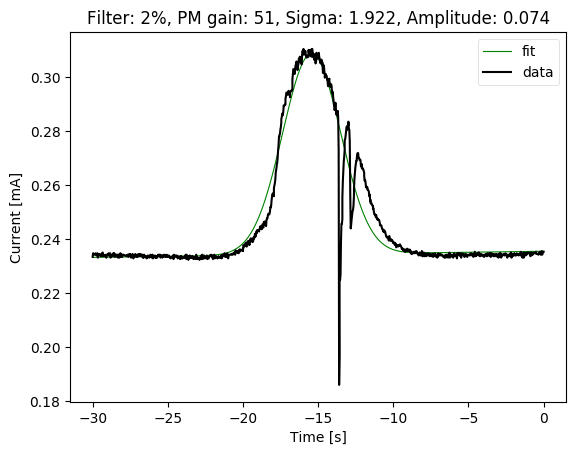 Filter: 2%, PM gain: 51, Sigma: 1.922, Amplitude: 0.074
fit
data
0.30
0.28
0.26
0.24
0.22
0.20
0.18
Current [mA]
−30 −25 −20 −15 −10 −5 0
Time [s]